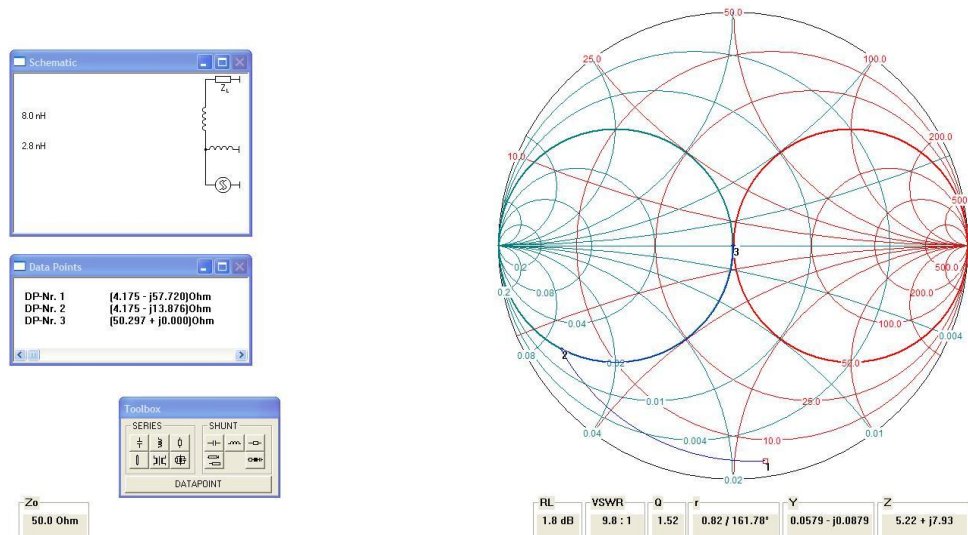 Schematic
Z_L
8.0 nH
2.8 nH
Data Points
DP-Nr. 1 (4.175 - j57.720)Ohm
DP-Nr. 2 (4.175 - j13.876)Ohm
DP-Nr. 3 (50.297 + j0.000)Ohm
Toolbox
SERIES SHUNT
DATAPOINT
Zo
50.0 Ohm
50.0
25.0 100.0
10.0 200.0
500
3
0.2 500.0
0.2 0.08 200.0
0.04 100.0
0.08 2 0.02 50.0 0.004
0.01 25.0
0.04 0.004 10.0 0.01
1
0.02
RL VSWR Q r Y Z
1.8 dB 9.8 : 1 1.52 0.82 / 161.78° 0.0579 - j0.0879 5.22 + j7.93